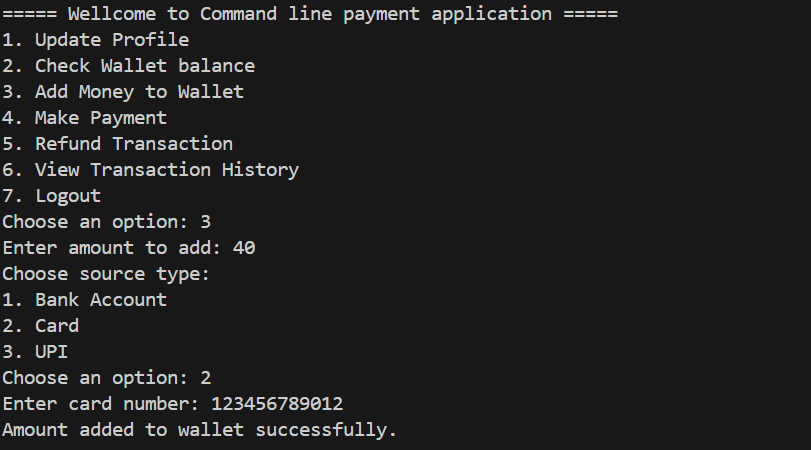 ===== Wellcome to Command line payment application =====
1. Update Profile
2. Check Wallet balance
3. Add Money to Wallet
4. Make Payment
5. Refund Transaction
6. View Transaction History
7. Logout
Choose an option: 3
Enter amount to add: 40
Choose source type:
1. Bank Account
2. Card
3. UPI
Choose an option: 2
Enter card number: 123456789012
Amount added to wallet successfully.